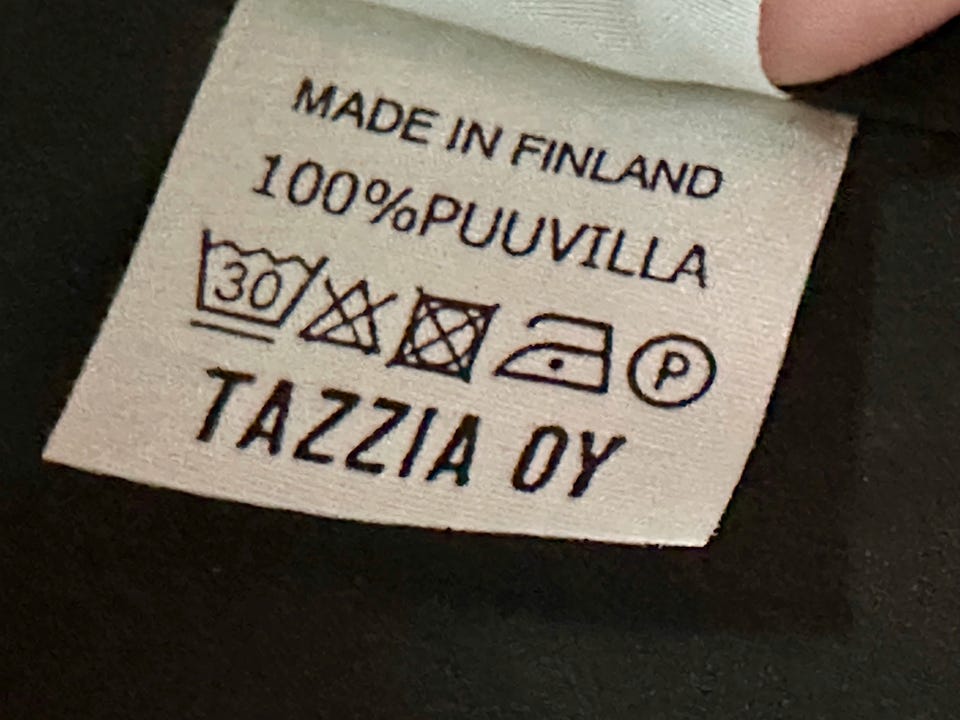 MADE IN FINLAND
100%PUUVILLA
30 P
TAZZIA OY